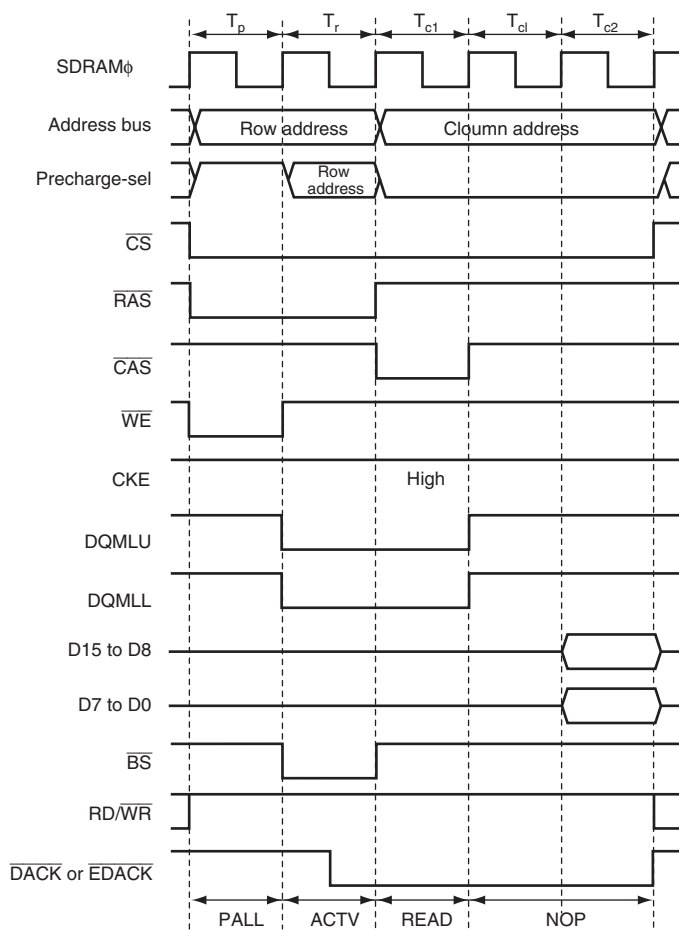 Tp Tr Tc1 Tcl Tc2
SDRAMϕ
Address bus Row address Cloumn address
Precharge-sel Row
address
CS
RAS
CAS
WE
CKE High
DQMLU
DQMLL
D15 to D8
D7 to D0
BS
RD/WR
DACK or EDACK
PALL ACTV READ NOP